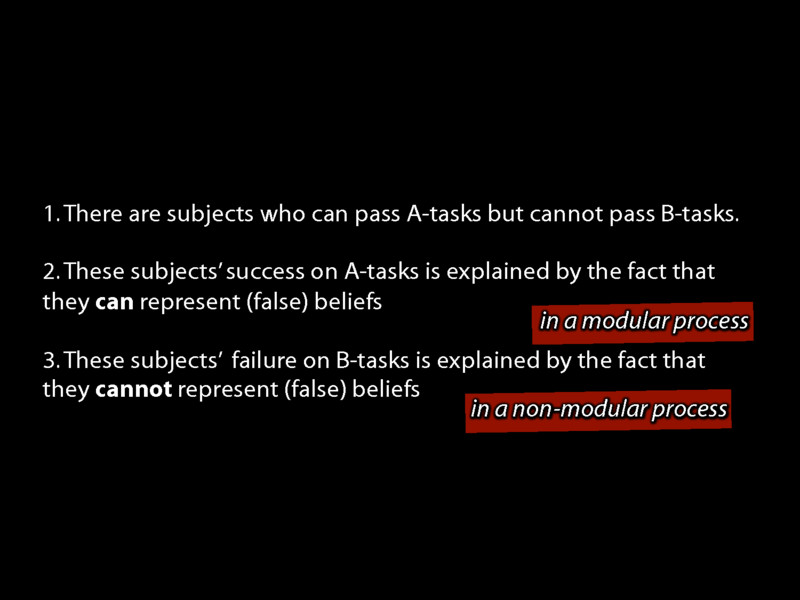 1. There are subjects who can pass A-tasks but cannot pass B-tasks.
2. These subjects’ success on A-tasks is explained by the fact that
they can represent (false) beliefs
in a modular process
3. These subjects’ failure on B-tasks is explained by the fact that
they cannot represent (false) beliefs
in a non-modular process